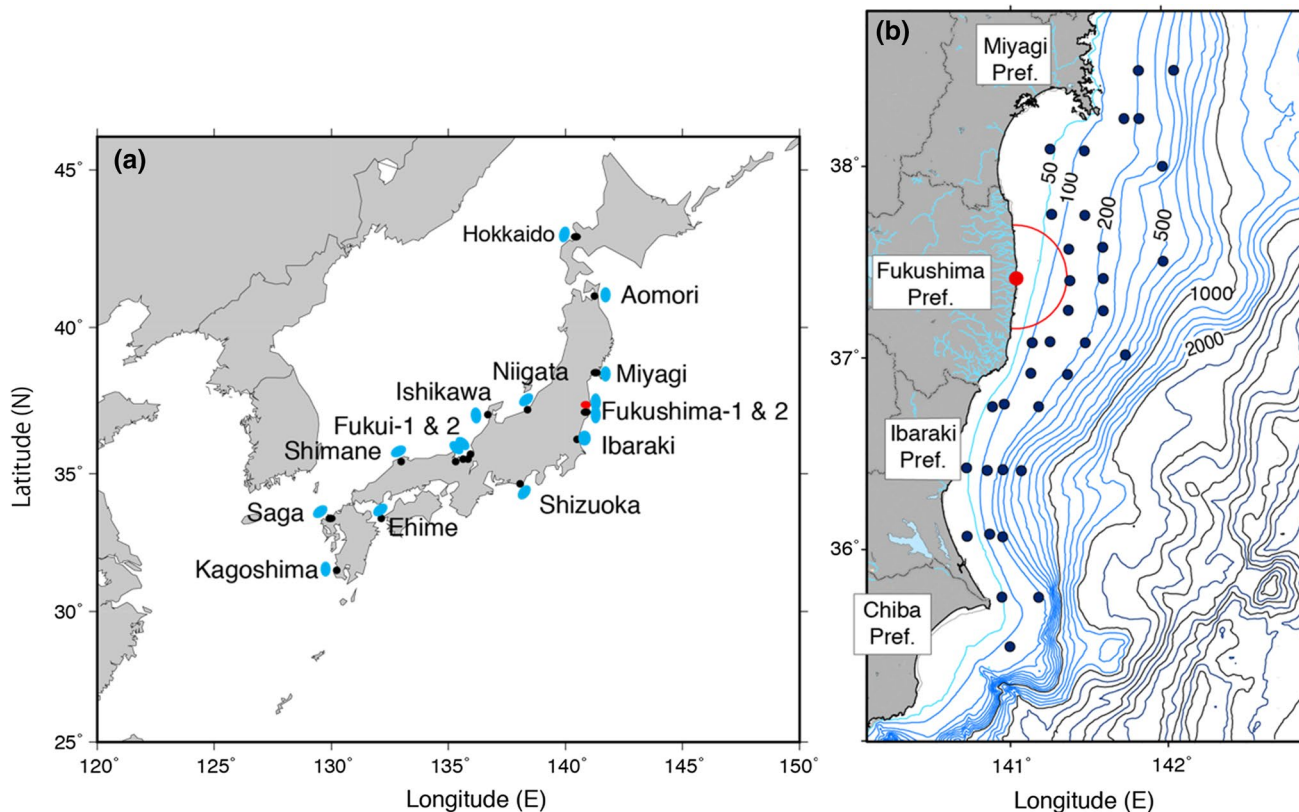 (a)
45˚
40˚
35˚
30˚
25˚
120˚
125˚
130˚
135˚
140˚
145˚
150˚
Latitude (N)
Longitude (E)
Hokkaido
Aomori
Niigata
Miyagi
Ishikawa
Fukui-1 & 2
Fukushima-1 & 2
Shimane
Ibaraki
Shizuoka
Saga
Ehime
Kagoshima
(b)
Miyagi
Pref.
38˚
50
100
200
500
Fukushima
Pref.
1000
2000
37˚
Ibaraki
Pref.
36˚
Chiba
Pref.
141˚
142˚
Longitude (E)